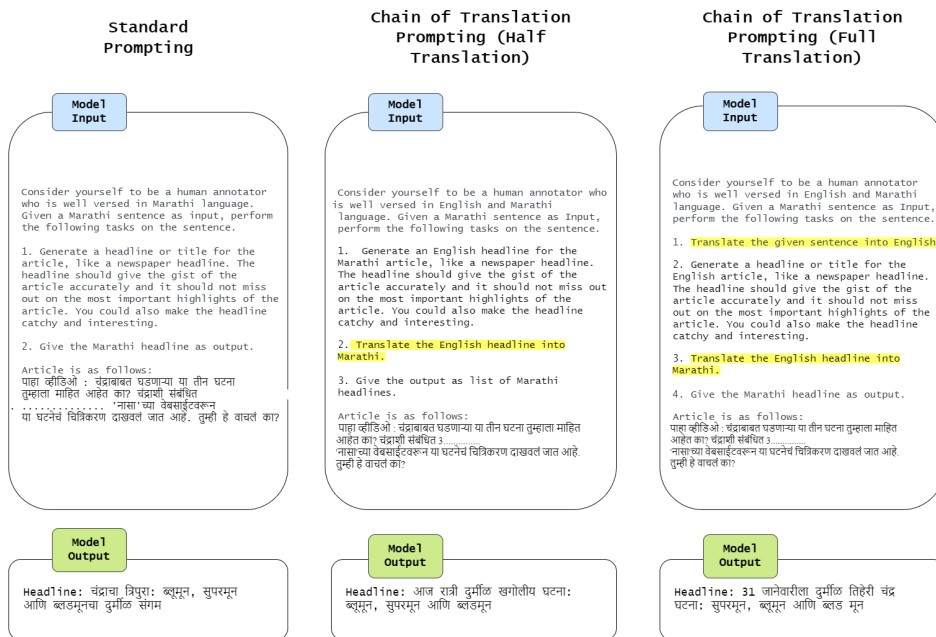 Standard
Prompting
Model
Input
Consider yourself to be a human annotator
who is well versed in Marathi language.
Given a Marathi sentence as input, perform
the following tasks on the sentence.
1. Generate a headline or title for the
article, like a newspaper headline. The
headline should give the gist of the
article accurately and it should not miss
out on the most important highlights of the
article. You could also make the headline
catchy and interesting.
2. Give the Marathi headline as output.
Article is as follows:
पाहा व्हीडिओ : चंद्राबाबत घडणाऱ्या या तीन घटना
तुम्हाला माहित आहेत का? चंद्राशी संबंधित
. .............. 'नासा'च्या वेबसाईटवरून
या घटनेचं चित्रिकरण दाखवलं जात आहे. तुम्ही हे वाचलं का?
Model
Output
Headline: चंद्राचा त्रिपुरा: ब्लूमून, सुपरमून
आणि ब्लडमूनचा दुर्मीळ संगम
Chain of Translation
Prompting (Half
Translation)
Model
Input
Consider yourself to be a human annotator who
is well versed in English and Marathi
language. Given a Marathi sentence as Input,
perform the following tasks on the sentence.
1. Generate an English headline for the
Marathi article, like a newspaper headline.
The headline should give the gist of the
article accurately and it should not miss out
on the most important highlights of the
article. You could also make the headline
catchy and interesting.
2. Translate the English headline into
Marathi.
3. Give the output as list of Marathi
headlines.
Article is as follows:
पाहा व्हीडिओ : चंद्राबाबत घडणाऱ्या या तीन घटना तुम्हाला माहित
आहेत का? चंद्राशी संबंधित 3..............
'नासा'च्या वेबसाईटवरून या घटनेचं चित्रिकरण दाखवलं जात आहे.
तुम्ही हे वाचलं का?
Model
Output
Headline: आज रात्री दुर्मीळ खगोलीय घटना:
ब्लूमून, सुपरमून आणि ब्लडमून
Chain of Translation
Prompting (Full
Translation)
Model
Input
Consider yourself to be a human annotator
who is well versed in English and Marathi
language. Given a Marathi sentence as Input,
perform the following tasks on the sentence.
1. Translate the given sentence into English
2. Generate a headline or title for the
English article, like a newspaper headline.
The headline should give the gist of the
article accurately and it should not miss
out on the most important highlights of the
article. You could also make the headline
catchy and interesting.
3. Translate the English headline into
Marathi.
4. Give the Marathi headline as output.
Article is as follows:
पाहा व्हीडिओ : चंद्राबाबत घडणाऱ्या या तीन घटना तुम्हाला माहित
आहेत का? चंद्राशी संबंधित 3..............
'नासा'च्या वेबसाईटवरून या घटनेचं चित्रिकरण दाखवलं जात आहे.
तुम्ही हे वाचलं का?
Model
Output
Headline: 31 जानेवारीला दुर्मीळ तिहेरी चंद्र
घटना: सुपरमून, ब्लूमून आणि ब्लड मून